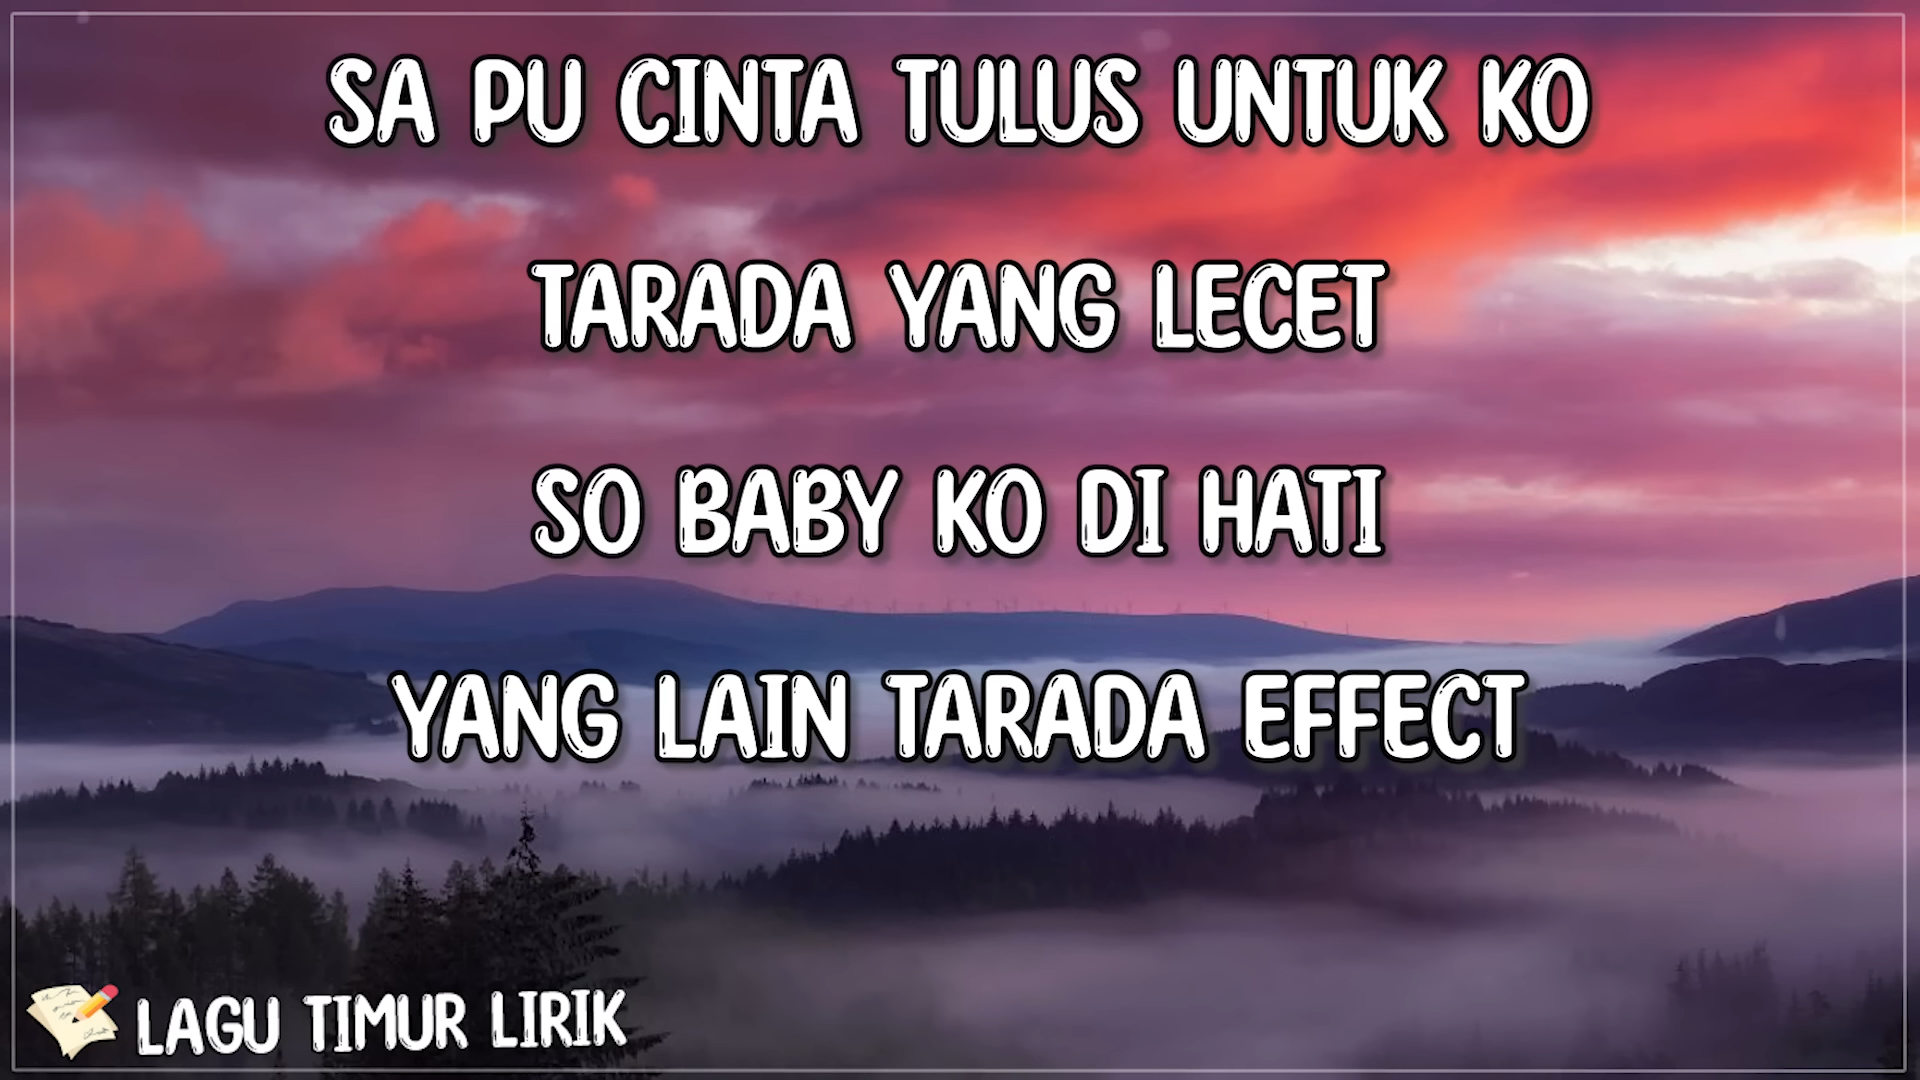 SA PU CINTA TULUS UNTUK KO
TARADA YANG LECET
SO BABY KO DI HATI
YANG LAIN TARADA EFFECT
LAGU TIMUR LIRIK